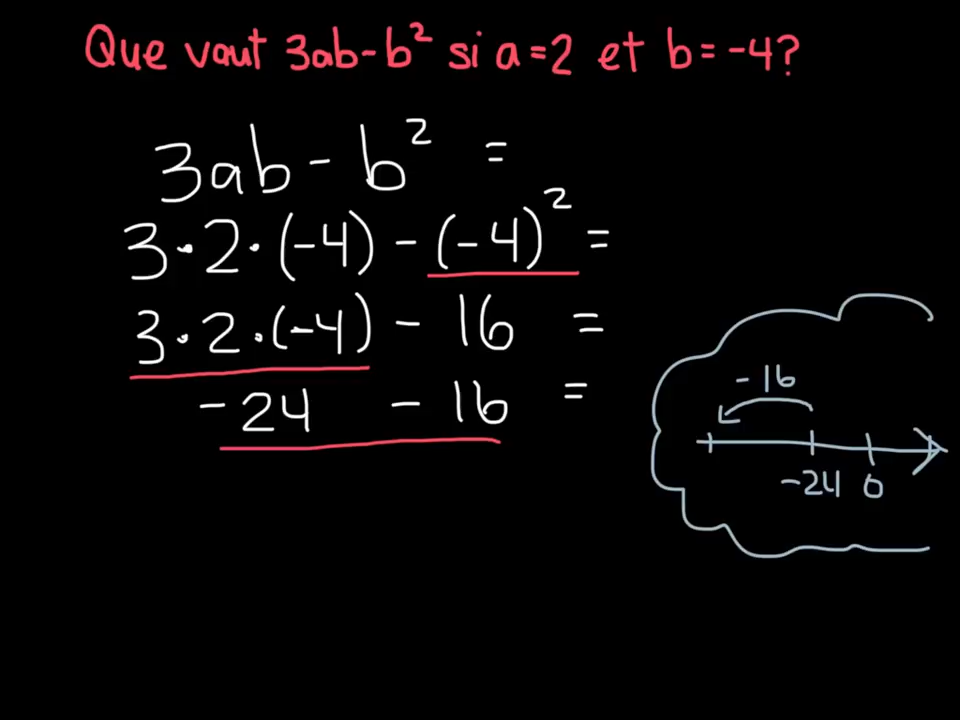 Que vaut 3ab-b² si a=2 et b=-4?
3ab - b² =
3·2·(-4) - (-4)² =
3·2·(-4) - 16 =
-24 - 16 =
-16
-24 0